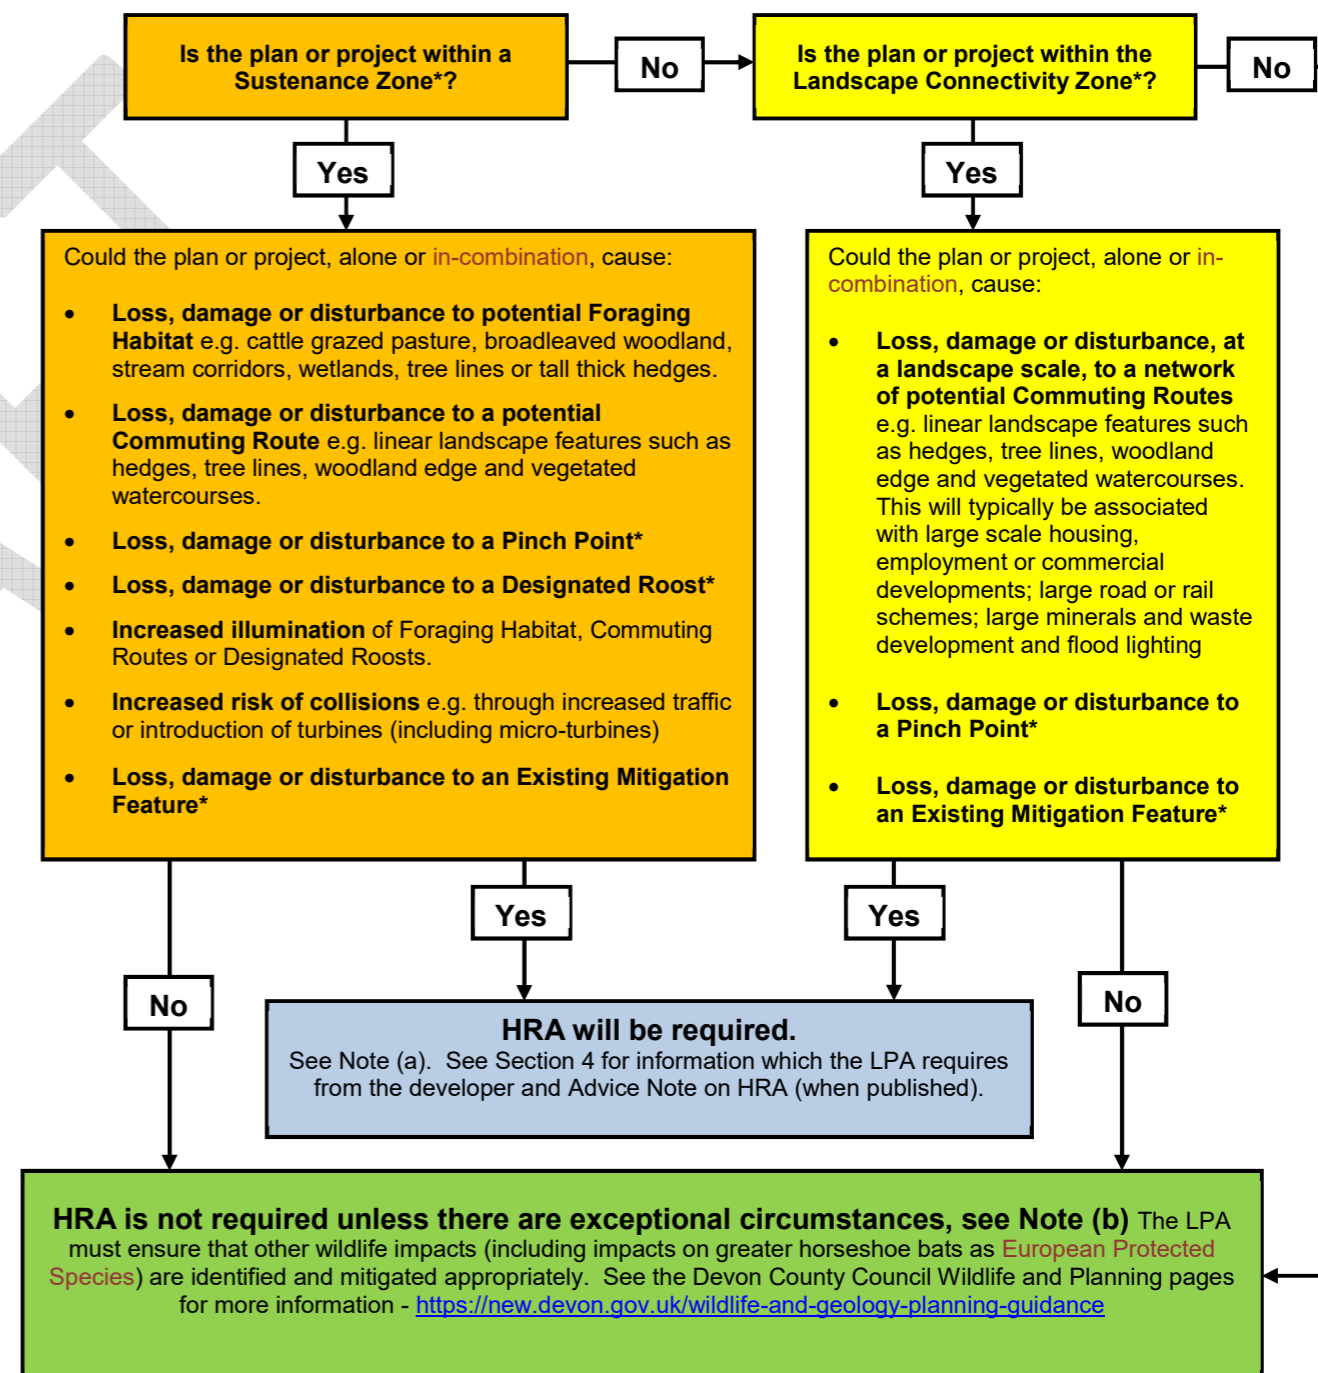 Is the plan or project within a
Sustenance Zone*?
No
Is the plan or project within the
Landscape Connectivity Zone*?
No
Yes
Yes
Could the plan or project, alone or in-combination, cause:
• Loss, damage or disturbance to potential Foraging
Habitat e.g. cattle grazed pasture, broadleaved woodland,
stream corridors, wetlands, tree lines or tall thick hedges.
• Loss, damage or disturbance to a potential
Commuting Route e.g. linear landscape features such as
hedges, tree lines, woodland edge and vegetated
watercourses.
• Loss, damage or disturbance to a Pinch Point*
• Loss, damage or disturbance to a Designated Roost*
• Increased illumination of Foraging Habitat, Commuting
Routes or Designated Roosts.
• Increased risk of collisions e.g. through increased traffic
or introduction of turbines (including micro-turbines)
• Loss, damage or disturbance to an Existing Mitigation
Feature*
Could the plan or project, alone or in-
combination, cause:
• Loss, damage or disturbance, at
a landscape scale, to a network
of potential Commuting Routes
e.g. linear landscape features such
as hedges, tree lines, woodland
edge and vegetated watercourses.
This will typically be associated
with large scale housing,
employment or commercial
developments; large road or rail
schemes; large minerals and waste
development and flood lighting
• Loss, damage or disturbance to
a Pinch Point*
• Loss, damage or disturbance to
an Existing Mitigation Feature*
Yes
Yes
No
No
HRA will be required.
See Note (a). See Section 4 for information which the LPA requires
from the developer and Advice Note on HRA (when published).
HRA is not required unless there are exceptional circumstances, see Note (b) The LPA
must ensure that other wildlife impacts (including impacts on greater horseshoe bats as European Protected
Species) are identified and mitigated appropriately. See the Devon County Council Wildlife and Planning pages
for more information - https://new.devon.gov.uk/wildlife-and-geology-planning-guidance